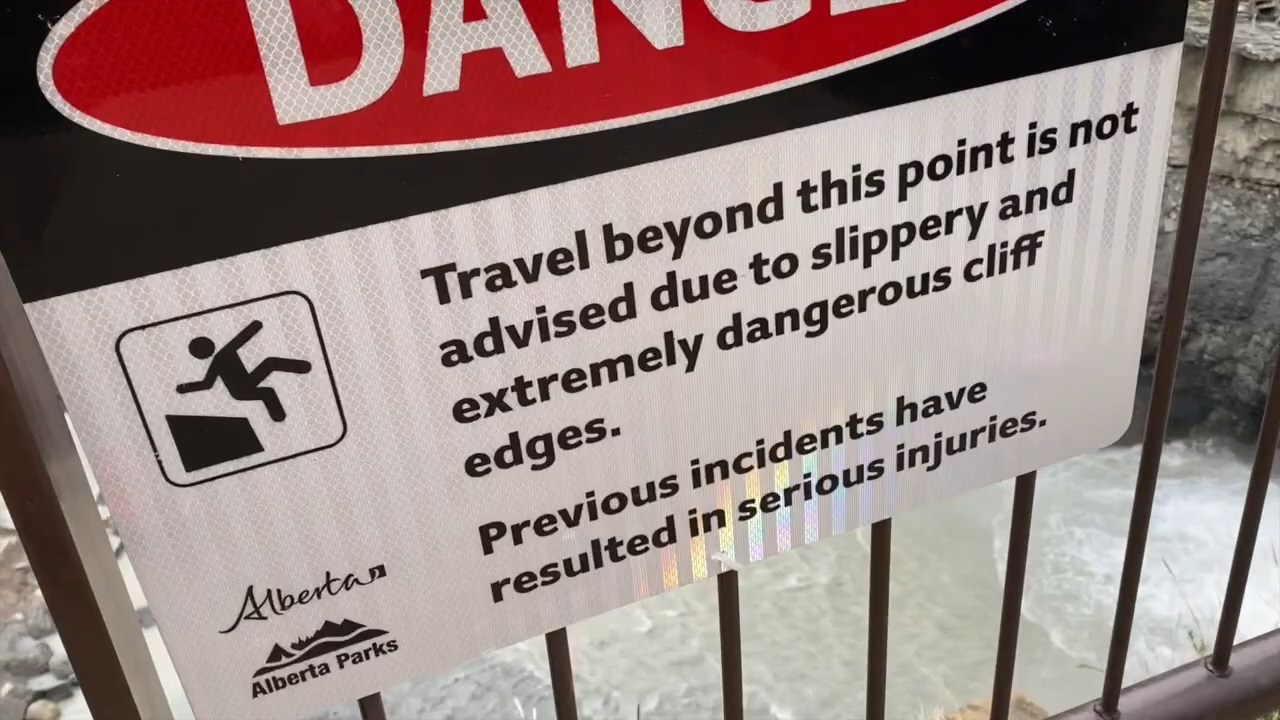 DANGE
Travel beyond this point is not
advised due to slippery and
extremely dangerous cliff
edges.
Previous incidents have
resulted in serious injuries.
Alberta
Alberta Parks